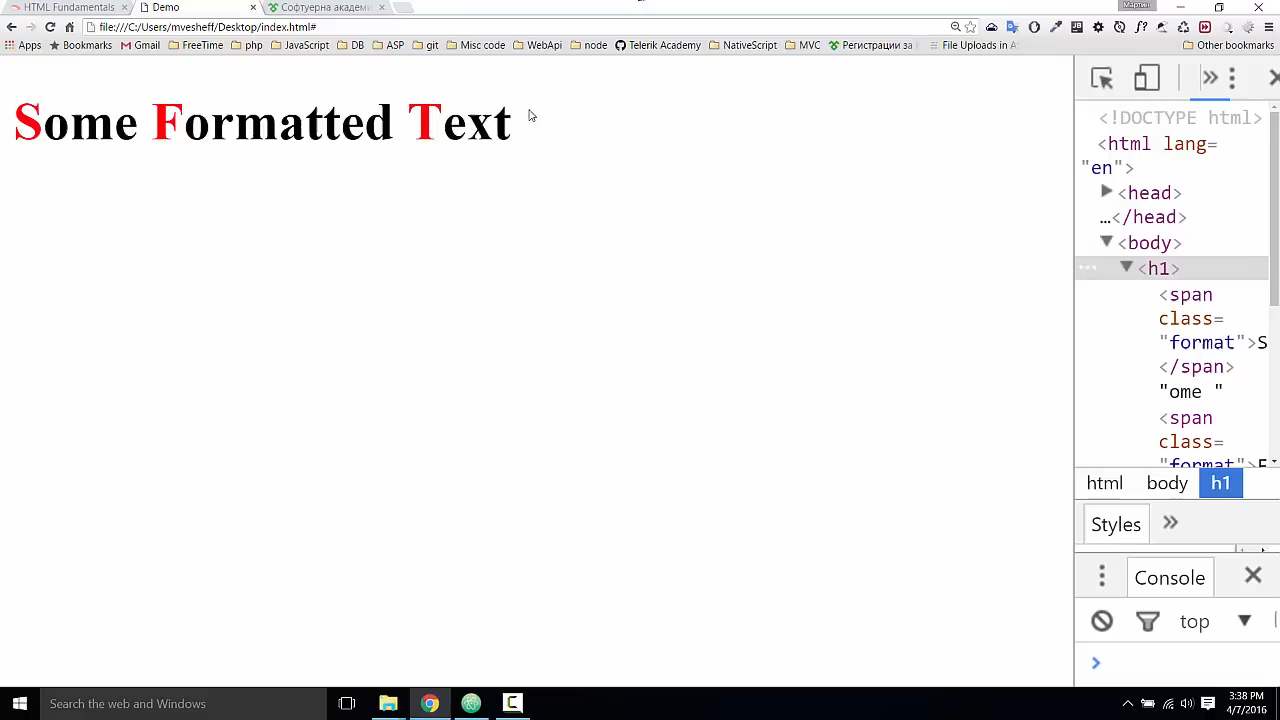 Мартин
HTML Fundamentals
Demo
Софтуерна академи
file:///C:/Users/mvesheff/Desktop/index.html#
Apps Bookmarks Gmail FreeTime php JavaScript DB ASP git Misc code WebApi node Telerik Academy NativeScript MVC Регистрации за File Uploads in A Other bookmarks
Some Formatted Text
<!DOCTYPE html>
<html lang=
"en">
<head>
…</head>
<body>
<h1>
<span
class=
"format">S
</span>
"ome "
<span
class=
"format">F
html body h1
Styles
Console
top
Search the web and Windows
3:38 PM
4/7/2016